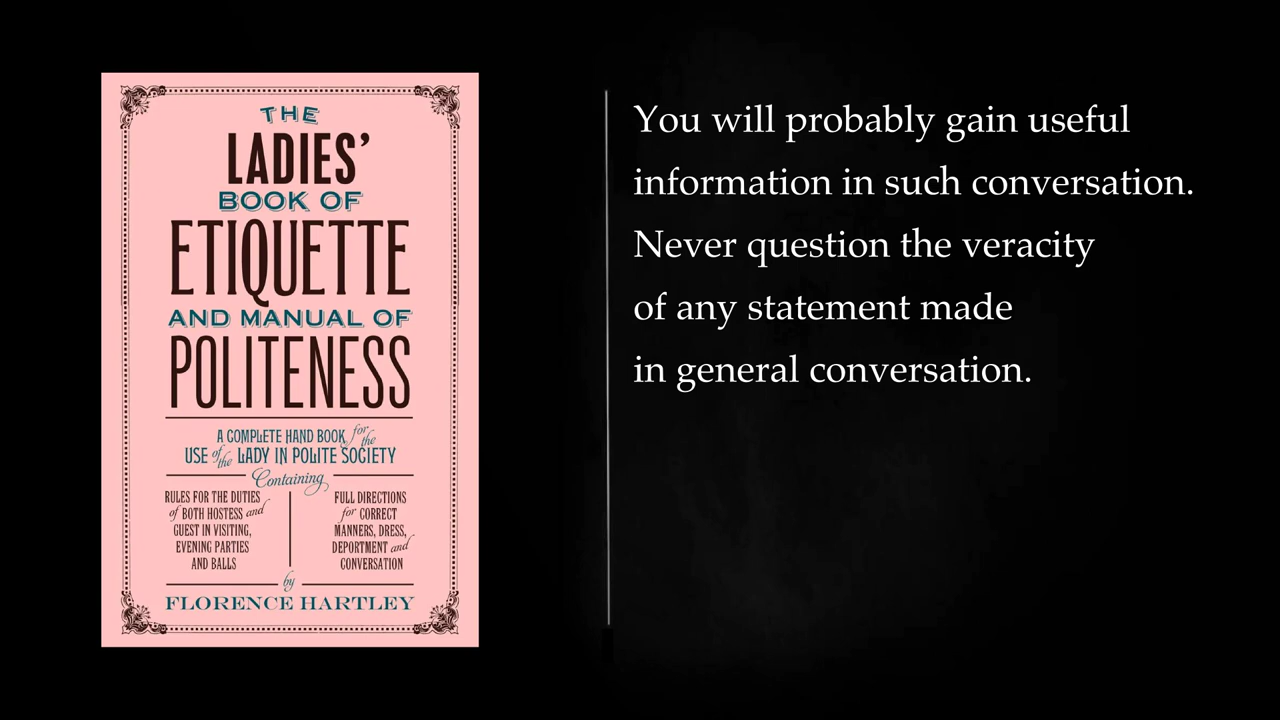 THE
LADIES'
BOOK OF
ETIQUETTE
AND MANUAL OF
POLITENESS
A COMPLETE HAND BOOK for the
USE of the LADY IN POLITE SOCIETY
Containing
RULES FOR THE DUTIES
of BOTH HOSTESS and
GUEST IN VISITING,
EVENING PARTIES
AND BALLS
FULL DIRECTIONS
for CORRECT
MANNERS, DRESS,
DEPORTMENT and
CONVERSATION
by
FLORENCE HARTLEY
You will probably gain useful
information in such conversation.
Never question the veracity
of any statement made
in general conversation.